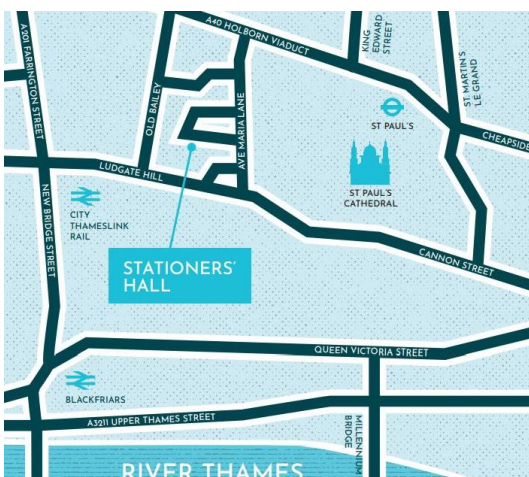 A40 HOLBORN VIADUCT
A201 FARRINGTON STREET
KING
EDWARD
STREET
ST. MARTIN'S
LE GRAND
OLD BAILEY
AVE MARIA LANE
ST PAUL'S
CHEAPSIDE
LUDGATE HILL
ST PAUL'S
CATHEDRAL
NEW BRIDGE STREET
CITY
THAMESLINK
RAIL
CANNON STREET
STATIONERS'
HALL
QUEEN VICTORIA STREET
BLACKFRIARS
A3211 UPPER THAMES STREET
MILLENNIUM
BRIDGE
RIVER THAMES